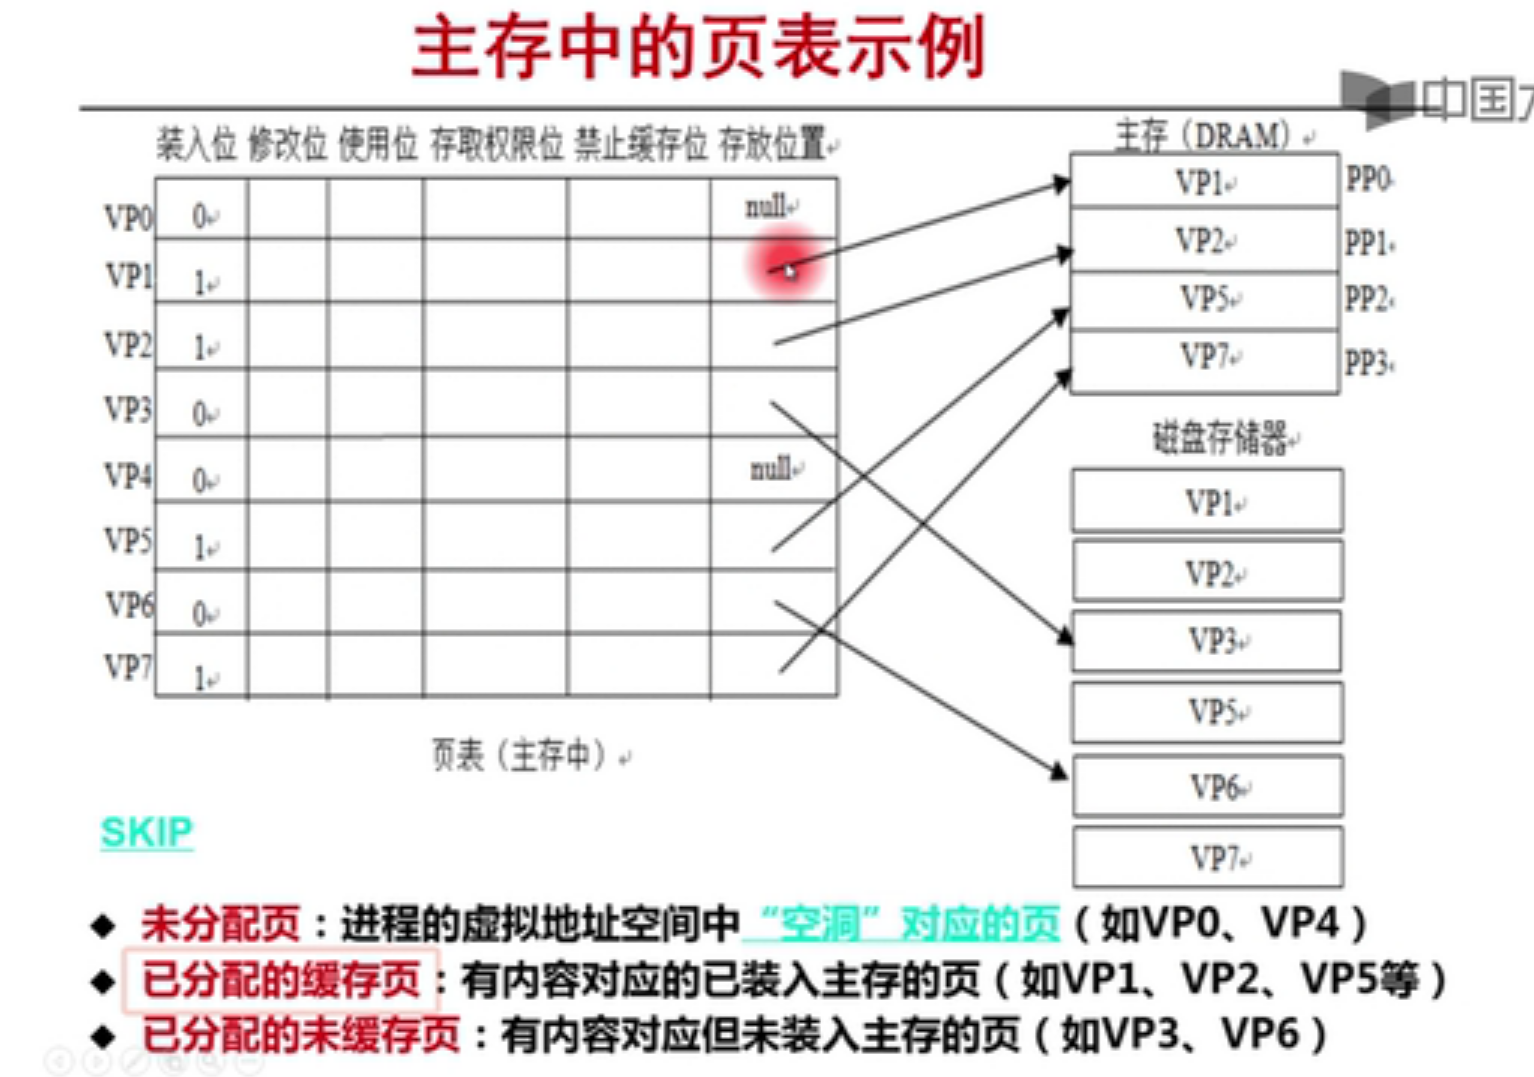 主存中的页表示例
中国
装入位 修改位 使用位 存取权限位 禁止缓存位 存放位置
主存（DRAM）
VP0 0 null
VP1 1
VP2 1
VP3 0
VP4 0 null
VP5 1
VP6 0
VP7 1
页表（主存中）
VP1 PP0
VP2 PP1
VP5 PP2
VP7 PP3
磁盘存储器
VP1
VP2
VP3
VP5
VP6
VP7
SKIP
◆ 未分配页：进程的虚拟地址空间中“空洞”对应的页（如VP0、VP4）
◆ 已分配的缓存页：有内容对应的已装入主存的页（如VP1、VP2、VP5等）
◆ 已分配的未缓存页：有内容对应但未装入主存的页（如VP3、VP6）